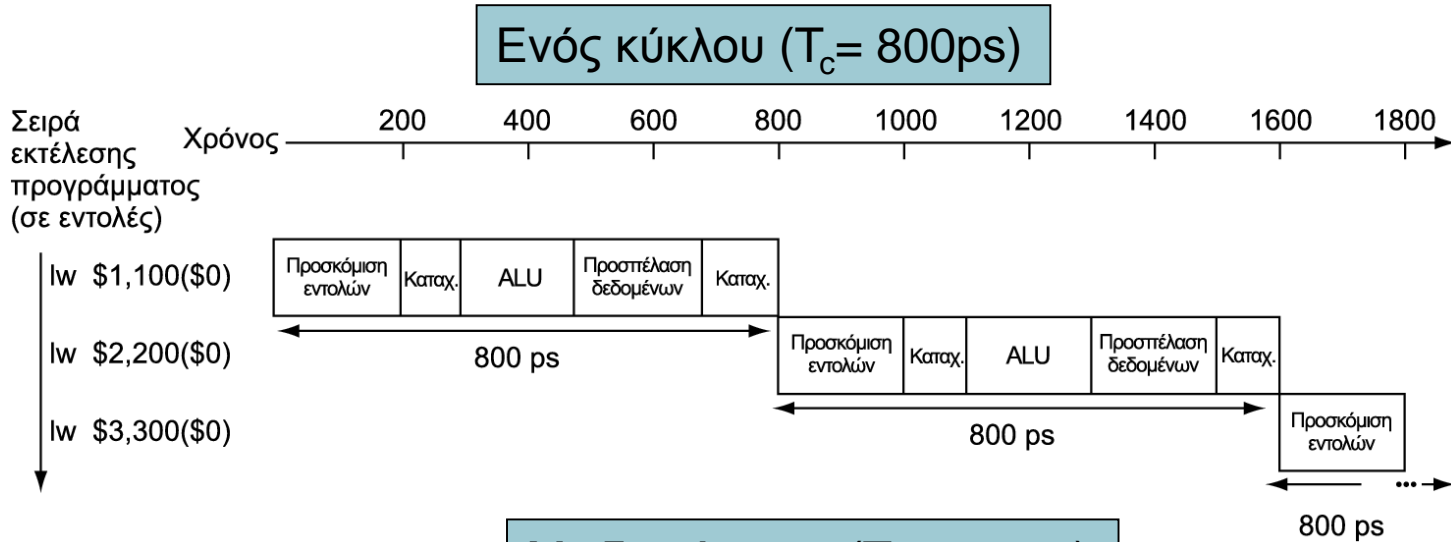 Ενός κύκλου (Tc= 800ps)
Σειρά
εκτέλεσης
προγράμματος
(σε εντολές)
Χρόνος
200 400 600 800 1000 1200 1400 1600 1800
lw $1,100($0)
Προσκόμιση
εντολών
Καταχ.
ALU
Προσπέλαση
δεδομένων
Καταχ.
800 ps
lw $2,200($0)
Προσκόμιση
εντολών
Καταχ.
ALU
Προσπέλαση
δεδομένων
Καταχ.
800 ps
lw $3,300($0)
Προσκόμιση
εντολών
...
800 ps